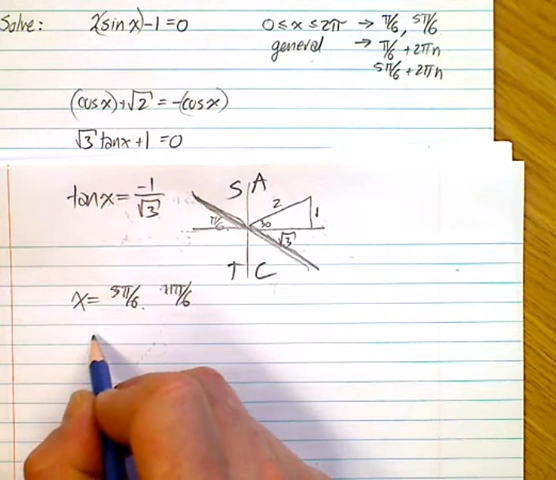 Solve: 2(sin x) - 1 = 0 0 ≤ x ≤ 2π → π/6, 5π/6
general → π/6 + 2πn
5π/6 + 2πn
(cos x) + √2 = -(cos x)
√3 tan x + 1 = 0
tan x = -1/√3
S A
2
1
π/6
30
√3
T C
x = 5π/6, 11π/6